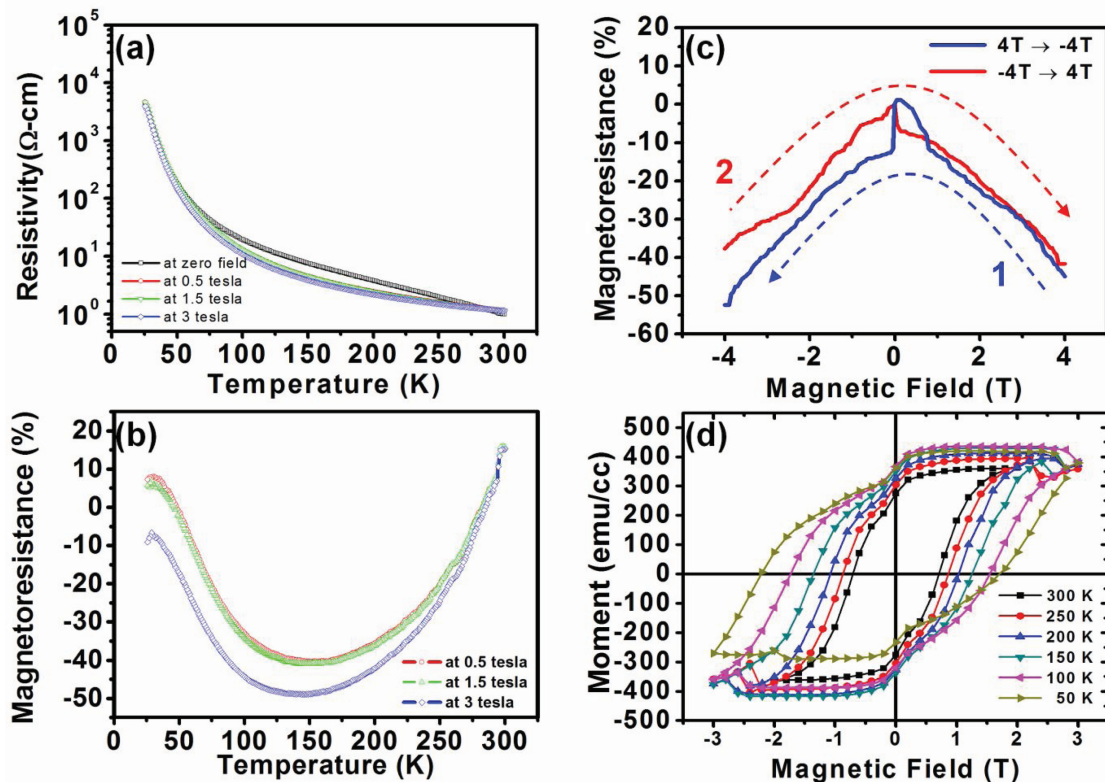 (a)
10^5
10^4
10^3
10^2
10^1
10^0
Resistivity(Ω-cm)
at zero field
at 0.5 tesla
at 1.5 tesla
at 3 tesla
0 50 100 150 200 250 300
Temperature (K)
(b)
20
10
0
-10
-20
-30
-40
-50
Magnetoresistance (%)
at 0.5 tesla
at 1.5 tesla
at 3 tesla
0 50 100 150 200 250 300
Temperature (K)
(c)
4T → -4T
-4T → 4T
20
10
0
-10
-20
-30
-40
-50
-60
Magnetoresistance (%)
2
1
-4 -2 0 2 4
Magnetic Field (T)
(d)
500
400
300
200
100
0
-100
-200
-300
-400
-500
Moment (emu/cc)
300 K
250 K
200 K
150 K
100 K
50 K
-3 -2 -1 0 1 2 3
Magnetic Field (T)